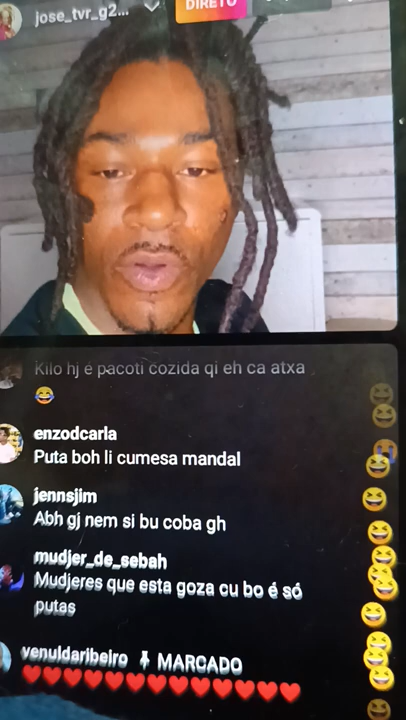 jose_tvr_g2...
DIRETO
Kilo hj é pacoti cozida qi eh ca atxa
enzodcarla
Puta boh li cumesa mandal
jennsjim
Abh gj nem si bu coba gh
mudjer_de_sebah
Mudjeres que esta goza cu bo é só
putas
venuldaribeiro MARCADO